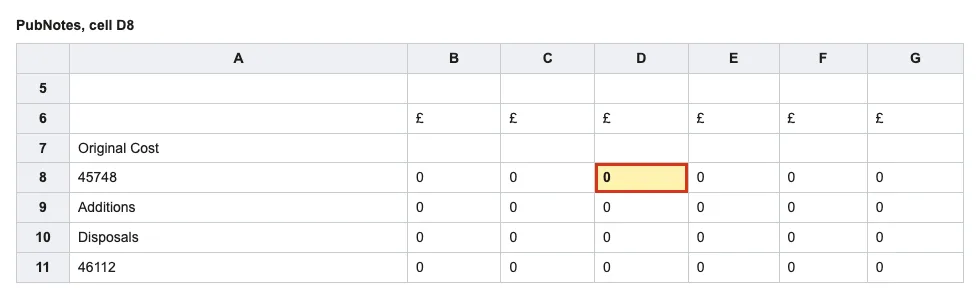 PubNotes, cell D8
A B C D E F G
5
6 £ £ £ £ £ £
7 Original Cost
8 45748 0 0 0 0 0 0
9 Additions 0 0 0 0 0 0
10 Disposals 0 0 0 0 0 0
11 46112 0 0 0 0 0 0